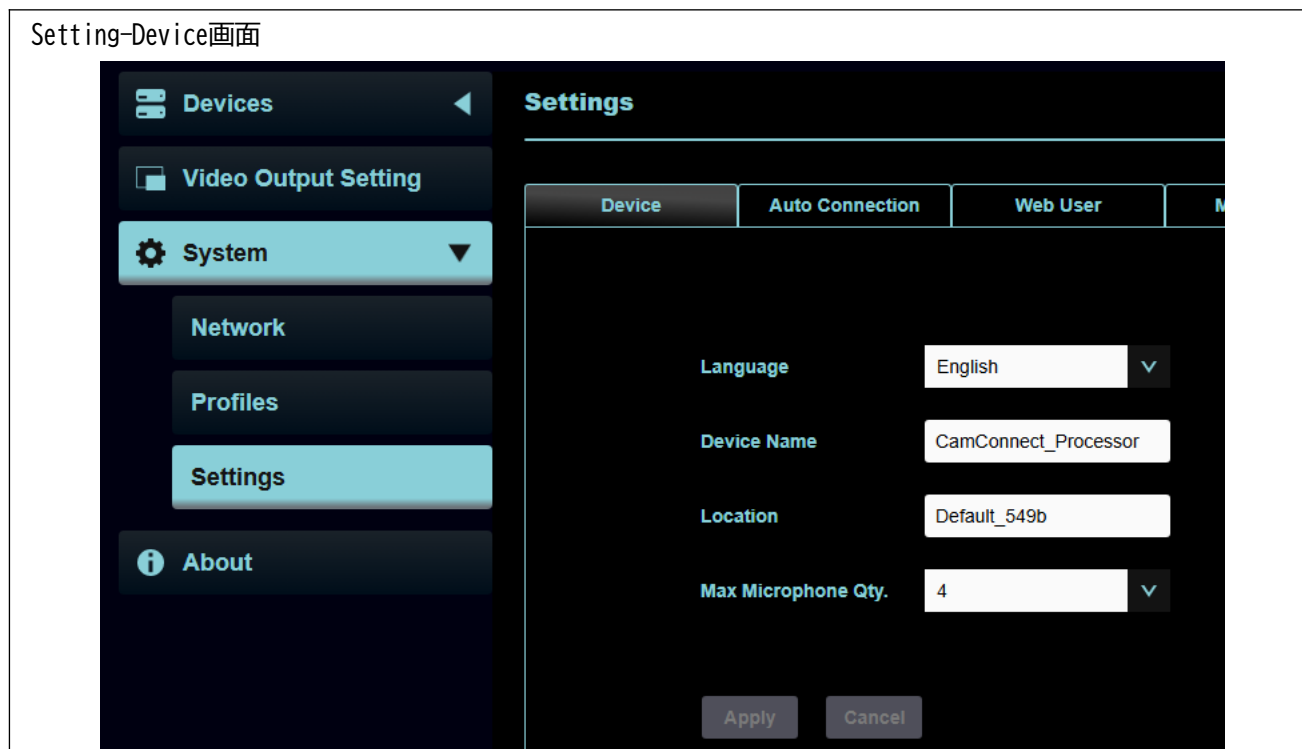 Setting-Device画面
Devices
Video Output Setting
System
Network
Profiles
Settings
About
Settings
Device
Auto Connection
Web User
Language
English
Device Name
CamConnect_Processor
Location
Default_549b
Max Microphone Qty.
4
Apply
Cancel